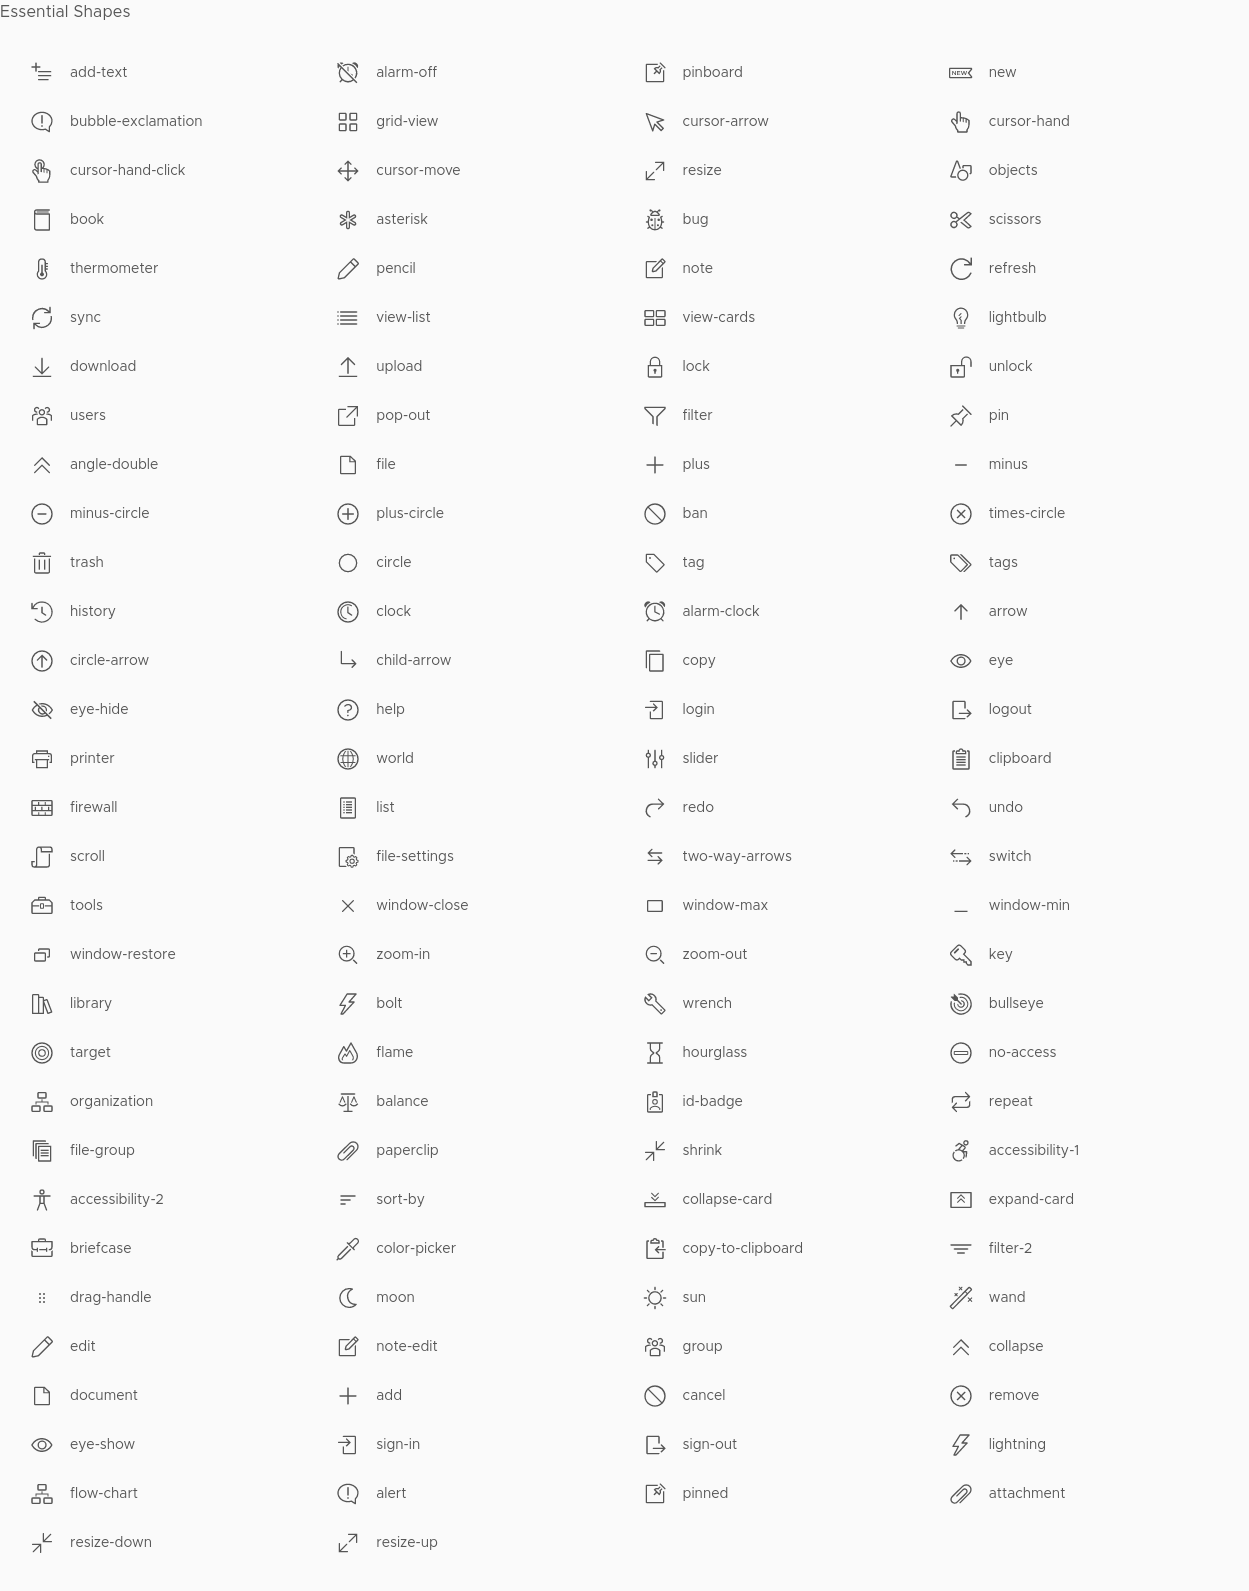 Essential Shapes
add-text
alarm-off
pinboard
NEW
new
bubble-exclamation
grid-view
cursor-arrow
cursor-hand
cursor-hand-click
cursor-move
resize
objects
book
asterisk
bug
scissors
thermometer
pencil
note
refresh
sync
view-list
view-cards
lightbulb
download
upload
lock
unlock
users
pop-out
filter
pin
angle-double
file
plus
minus
minus-circle
plus-circle
ban
times-circle
trash
circle
tag
tags
history
clock
alarm-clock
arrow
circle-arrow
child-arrow
copy
eye
eye-hide
help
login
logout
printer
world
slider
clipboard
firewall
list
redo
undo
scroll
file-settings
two-way-arrows
switch
tools
window-close
window-max
window-min
window-restore
zoom-in
zoom-out
key
library
bolt
wrench
bullseye
target
flame
hourglass
no-access
organization
balance
id-badge
repeat
file-group
paperclip
shrink
accessibility-1
accessibility-2
sort-by
collapse-card
expand-card
briefcase
color-picker
copy-to-clipboard
filter-2
drag-handle
moon
sun
wand
edit
note-edit
group
collapse
document
add
cancel
remove
eye-show
sign-in
sign-out
lightning
flow-chart
alert
pinned
attachment
resize-down
resize-up